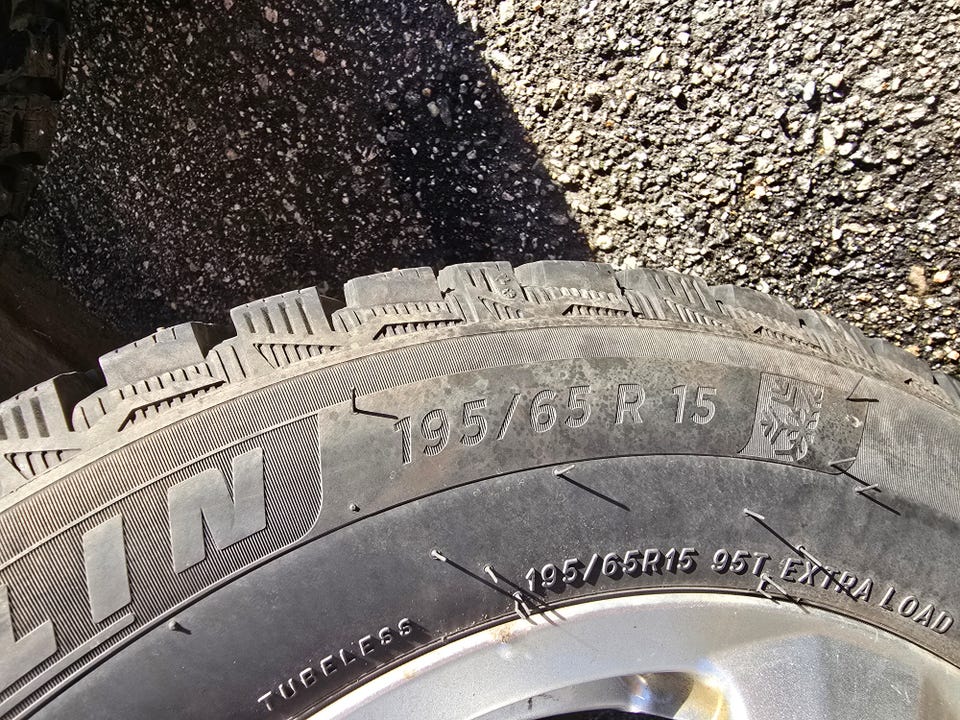 195/65 R 15
LIN
195/65R15 95T EXTRA LOAD
TUBELESS